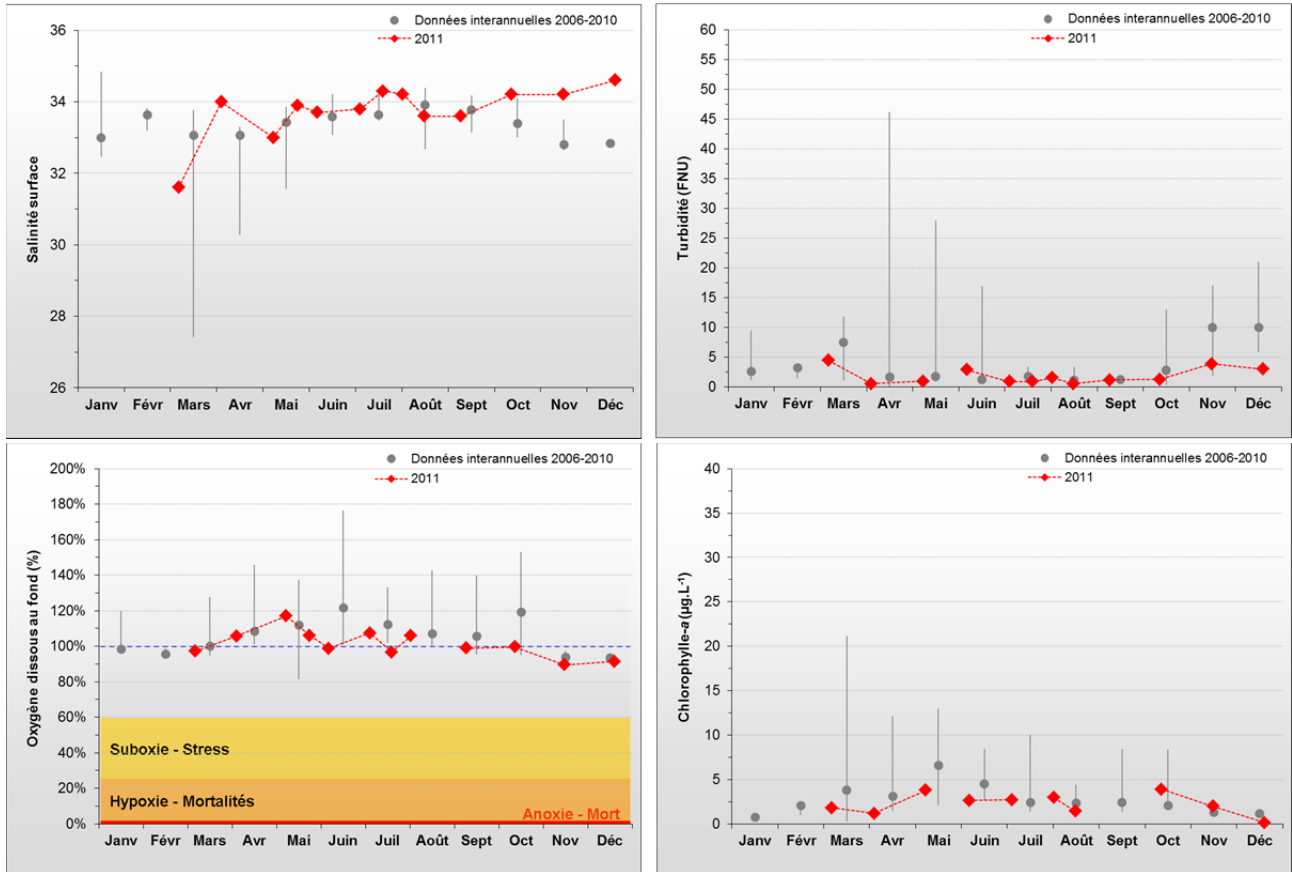 Données interannuelles 2006-2010
2011
Salinité surface
36
34
32
30
28
26
Janv Févr Mars Avr Mai Juin Juil Août Sept Oct Nov Déc
Données interannuelles 2006-2010
2011
Turbidité (FNU)
60
55
50
45
40
35
30
25
20
15
10
5
0
Janv Févr Mars Avr Mai Juin Juil Août Sept Oct Nov Déc
Données interannuelles 2006-2010
2011
Oxygène dissous au fond (%)
200%
180%
160%
140%
120%
100%
80%
60%
40%
20%
0%
Suboxie - Stress
Hypoxie - Mortalités
Anoxie - Mort
Janv Févr Mars Avr Mai Juin Juil Août Sept Oct Nov Déc
Données interannuelles 2006-2010
2011
Chlorophylle-a (µg.L⁻¹)
40
35
30
25
20
15
10
5
0
Janv Févr Mars Avr Mai Juin Juil Août Sept Oct Nov Déc